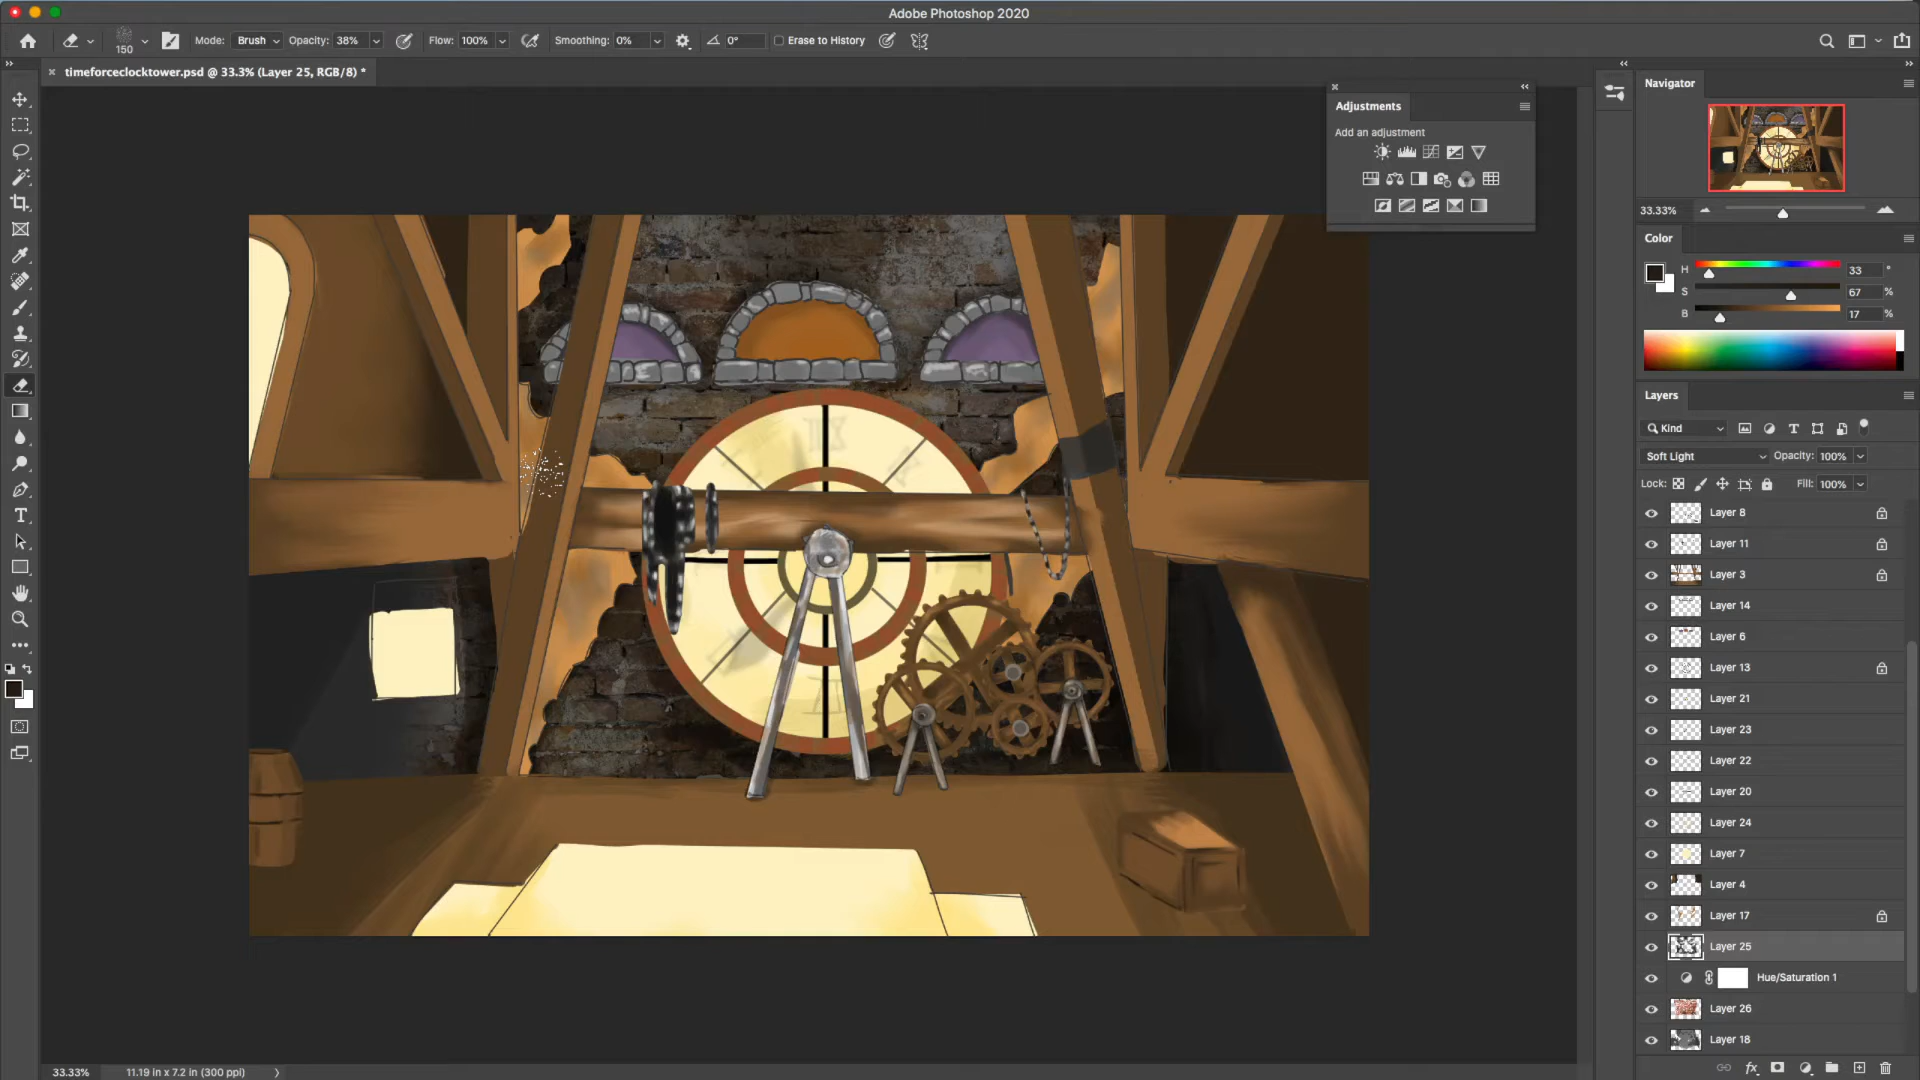 Adobe Photoshop 2020
150
Mode: Brush Opacity: 38% Flow: 100% Smoothing: 0% 0° Erase to History
timeforceclocktower.psd @ 33.3% (Layer 25, RGB/8) *
Adjustments
Add an adjustment
Navigator
33.33%
Color
H 33 °
S 67 %
B 17 %
Layers
Kind
Soft Light Opacity: 100%
Lock: Fill: 100%
Layer 8
Layer 11
Layer 3
Layer 14
Layer 6
Layer 13
Layer 21
Layer 23
Layer 22
Layer 20
Layer 24
Layer 7
Layer 4
Layer 17
Layer 25
Hue/Saturation 1
Layer 26
Layer 18
33.33% 11.19 in x 7.2 in (300 ppi)